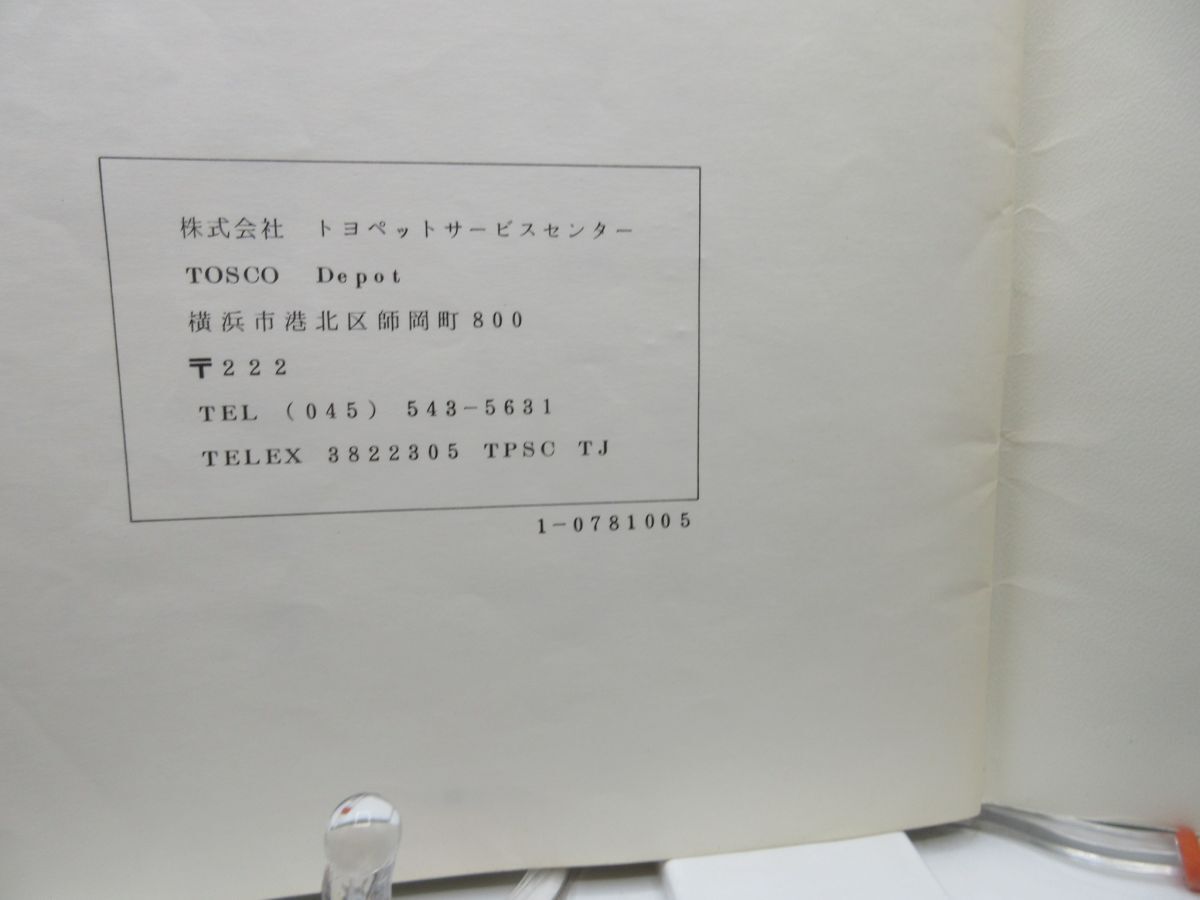 株式会社 トヨペットサービスセンター
TOSCO Depot
横浜市港北区師岡町800
〒222
TEL (045) 543-5631
TELEX 3822305 TPSC TJ
1-0781005